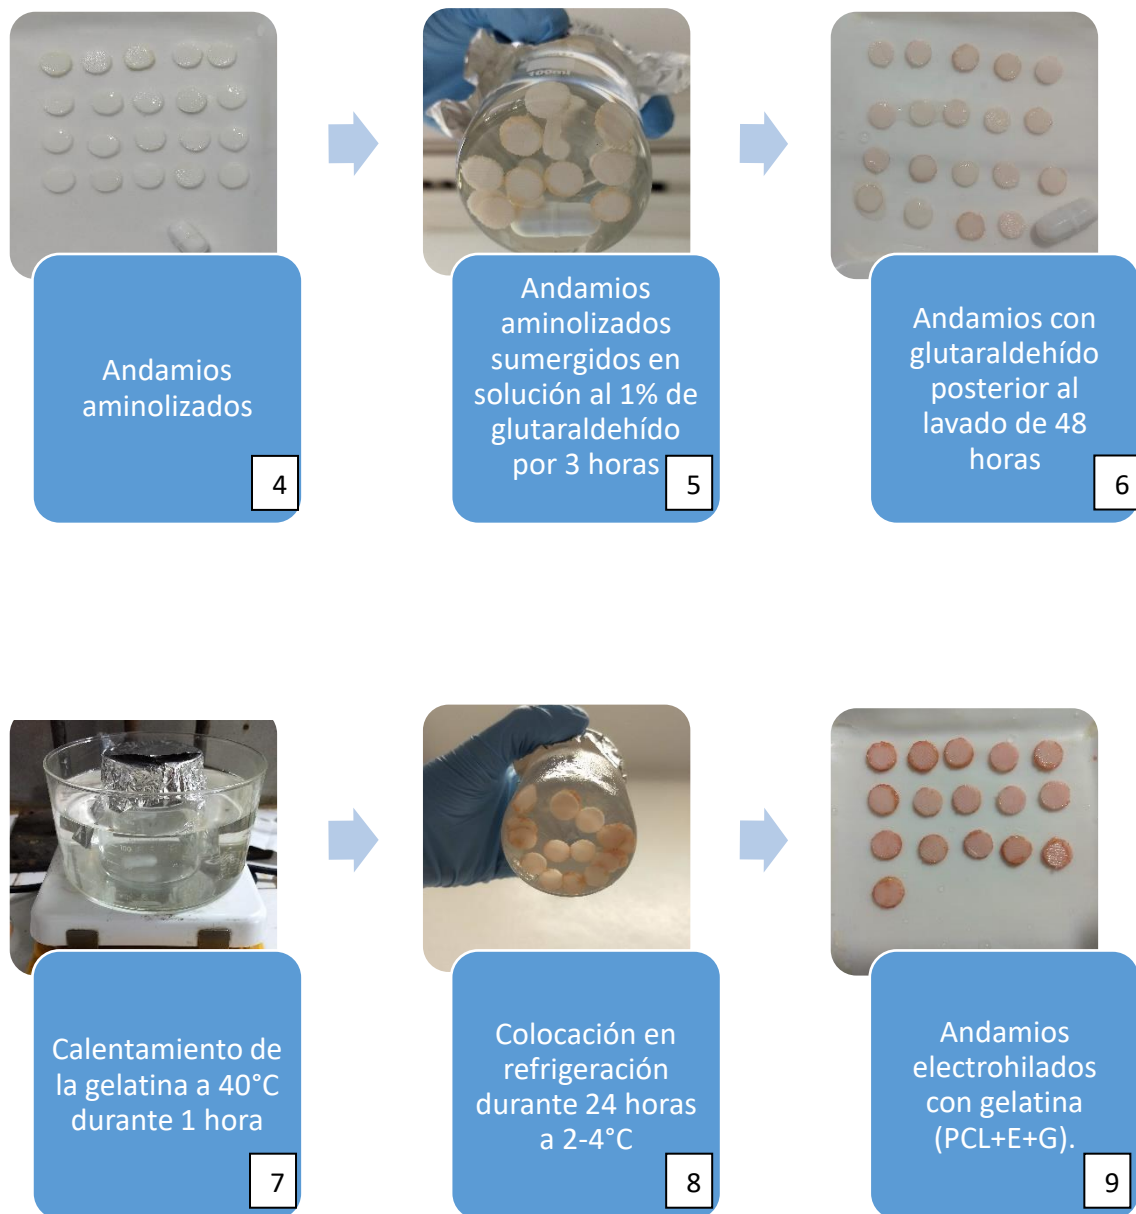 100ml
Andamios
aminolizados
4
Andamios
aminolizados
sumergidos en
solución al 1% de
glutaraldehído
por 3 horas
5
Andamios con
glutaraldehído
posterior al
lavado de 48
horas
6
100
Calentamiento de
la gelatina a 40°C
durante 1 hora
7
Colocación en
refrigeración
durante 24 horas
a 2-4°C
8
Andamios
electrohilados
con gelatina
(PCL+E+G).
9